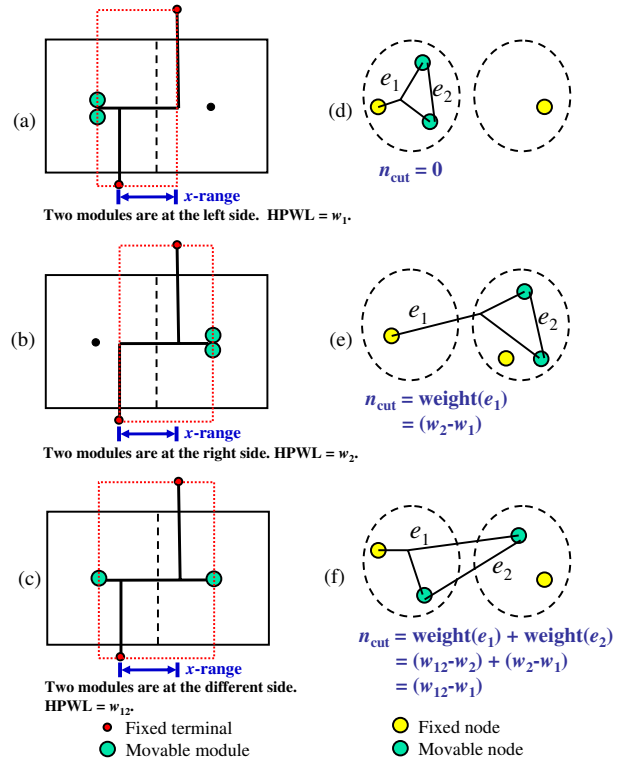 (a)
x-range
Two modules are at the left side. HPWL = w₁.
(d)
e₁
e₂
n_cut = 0
(b)
x-range
Two modules are at the right side. HPWL = w₂.
(e)
e₁
e₂
n_cut = weight(e₁)
= (w₂-w₁)
(c)
x-range
Two modules are at the different side.
HPWL = w₁₂.
(f)
e₁
e₂
n_cut = weight(e₁) + weight(e₂)
= (w₁₂-w₂) + (w₂-w₁)
= (w₁₂-w₁)
Fixed terminal
Movable module
Fixed node
Movable node